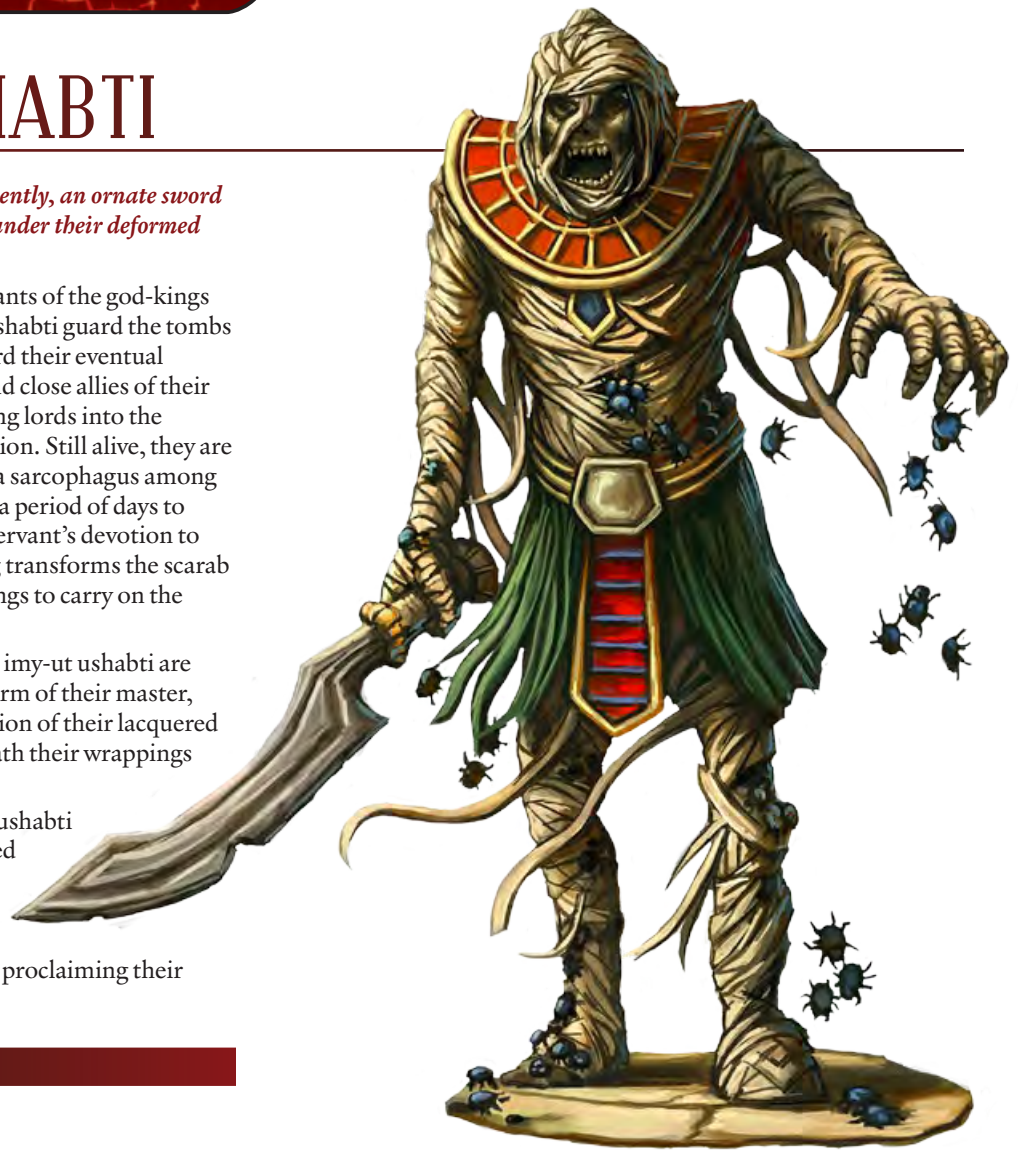 HABTI
ently, an ornate sword
under their deformed
ants of the god-kings
shabti guard the tombs
rd their eventual
nd close allies of their
ng lords into the
ion. Still alive, they are
a sarcophagus among
a period of days to
ervant’s devotion to
g transforms the scarab
ngs to carry on the
imy-ut ushabti are
orm of their master,
ion of their lacquered
ath their wrappings
ushabti
ed
proclaiming their